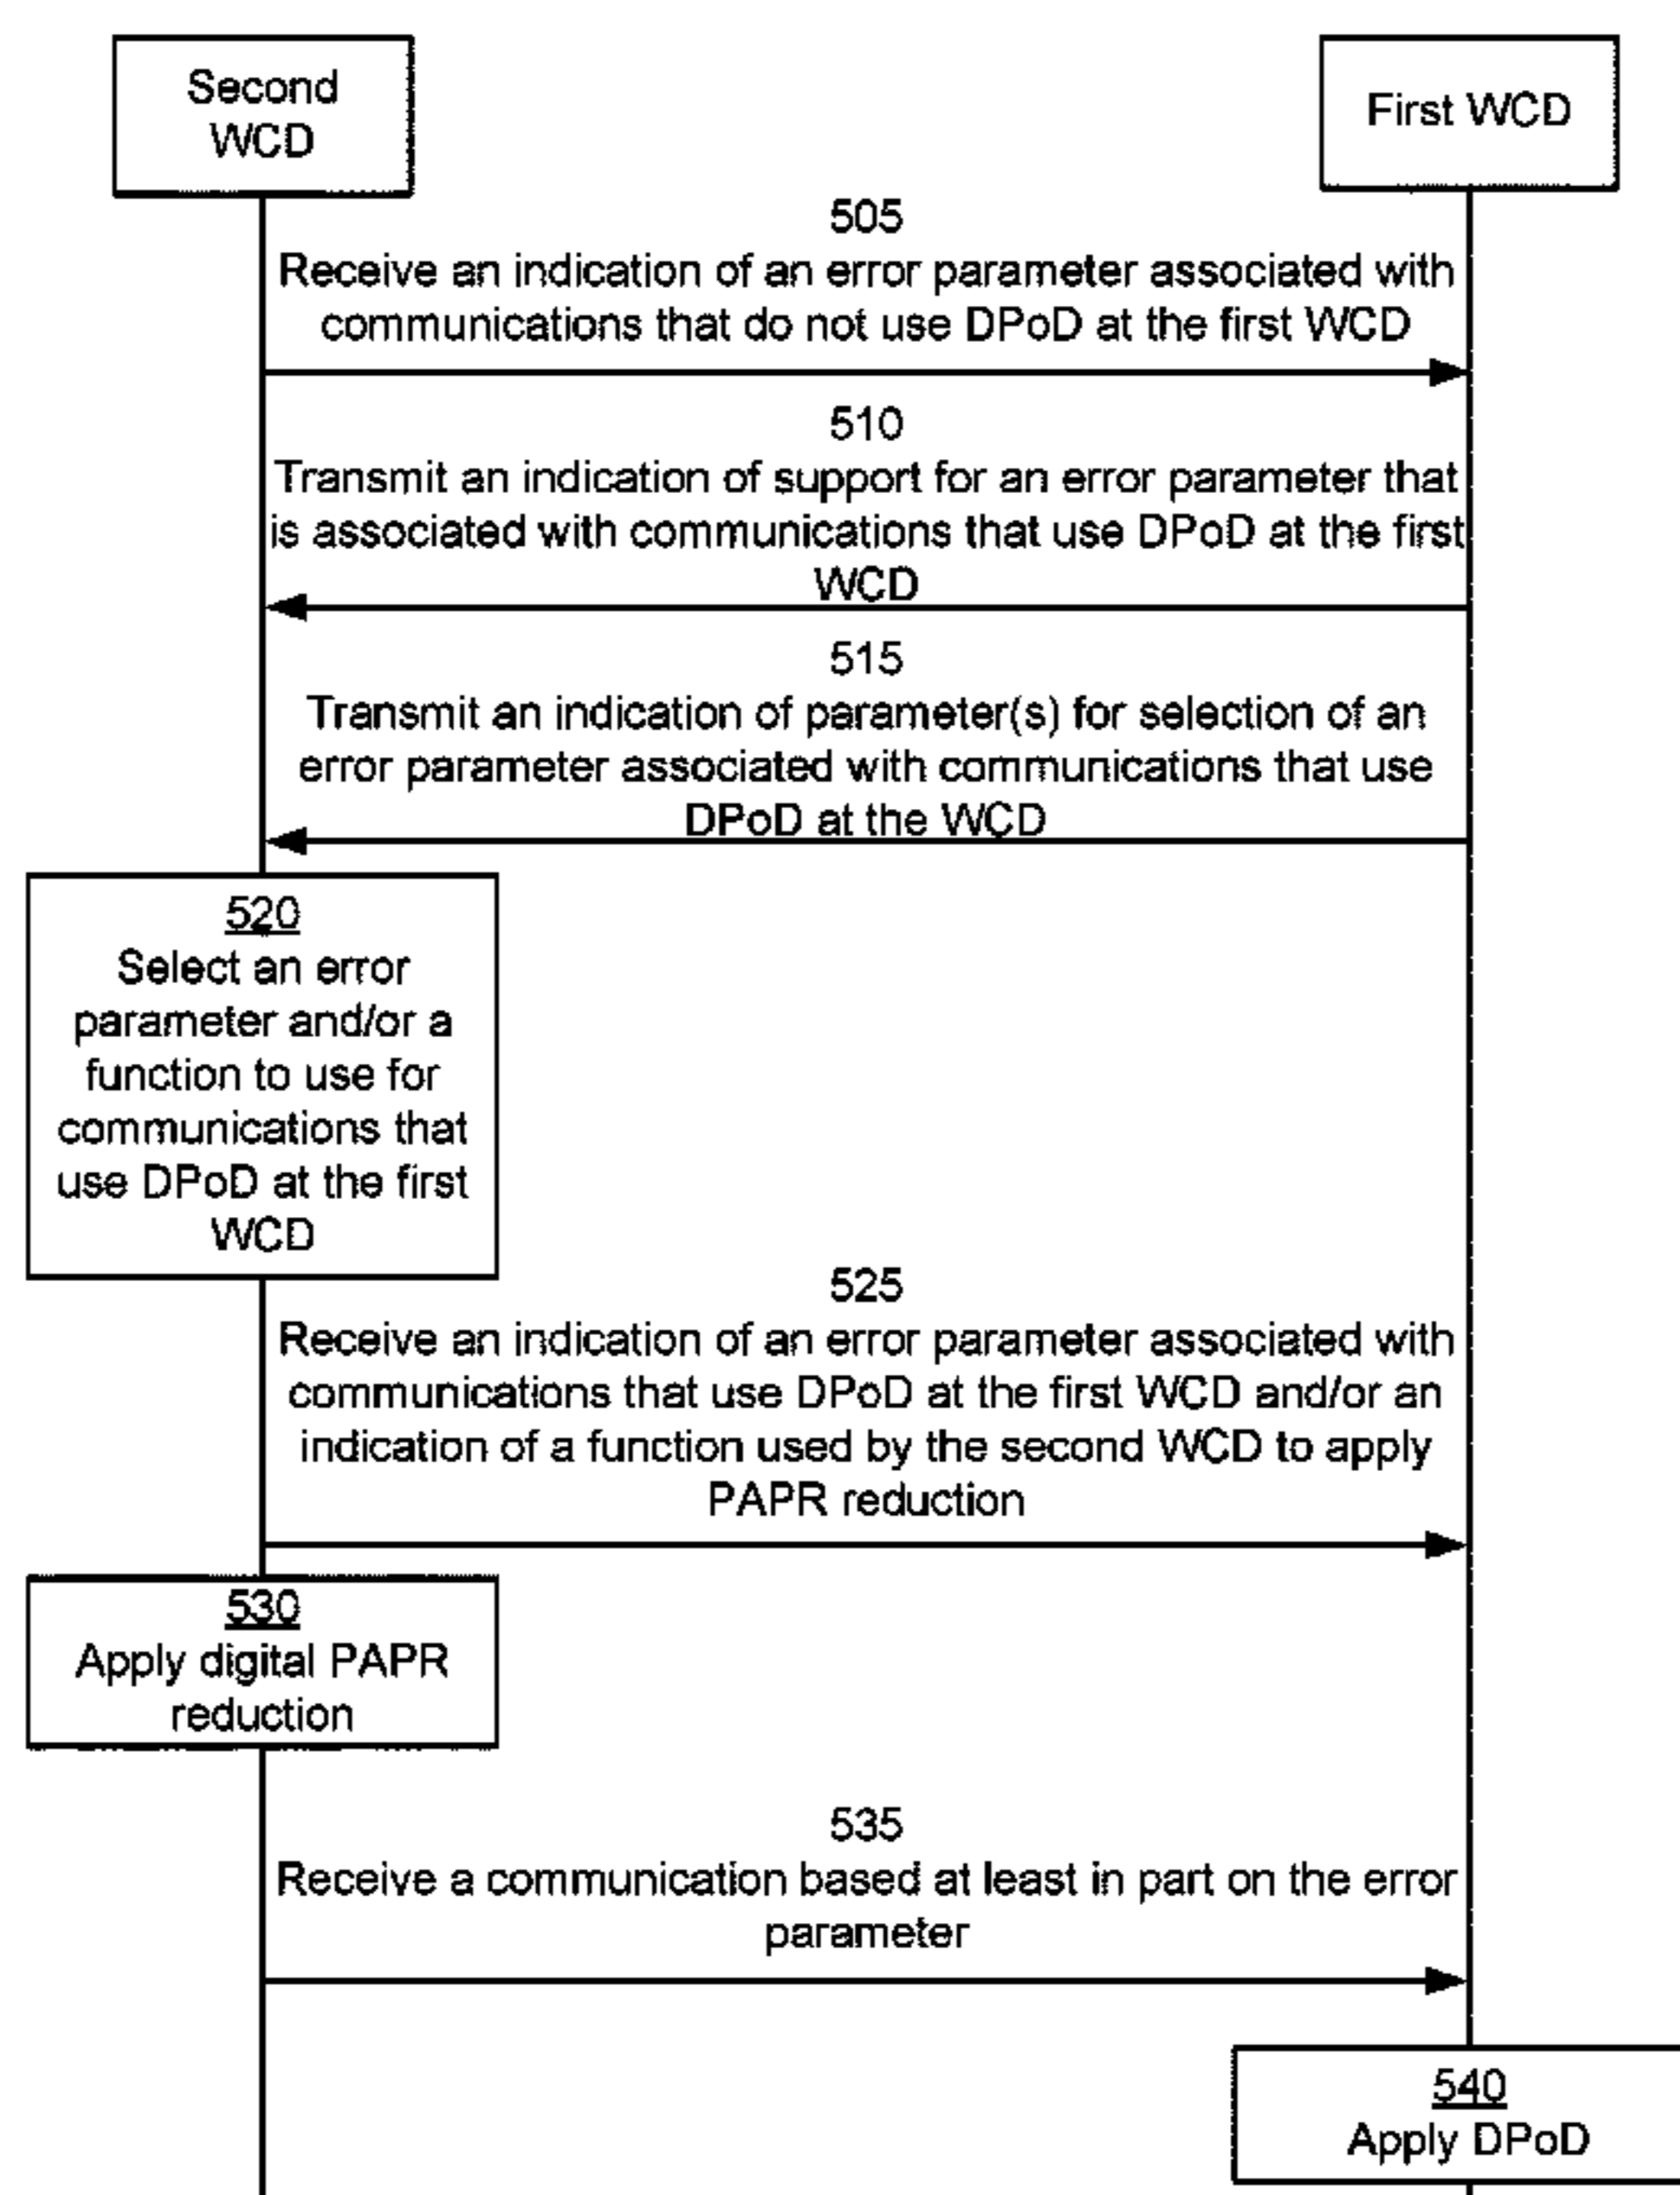 Second
WCD
First WCD
505
Receive an indication of an error parameter associated with
communications that do not use DPoD at the first WCD
510
Transmit an indication of support for an error parameter that
is associated with communications that use DPoD at the first
WCD
515
Transmit an indication of parameter(s) for selection of an
error parameter associated with communications that use
DPoD at the WCD
520
Select an error
parameter and/or a
function to use for
communications that
use DPoD at the first
WCD
525
Receive an indication of an error parameter associated with
communications that use DPoD at the first WCD and/or an
indication of a function used by the second WCD to apply
PAPR reduction
530
Apply digital PAPR
reduction
535
Receive a communication based at least in part on the error
parameter
540
Apply DPoD